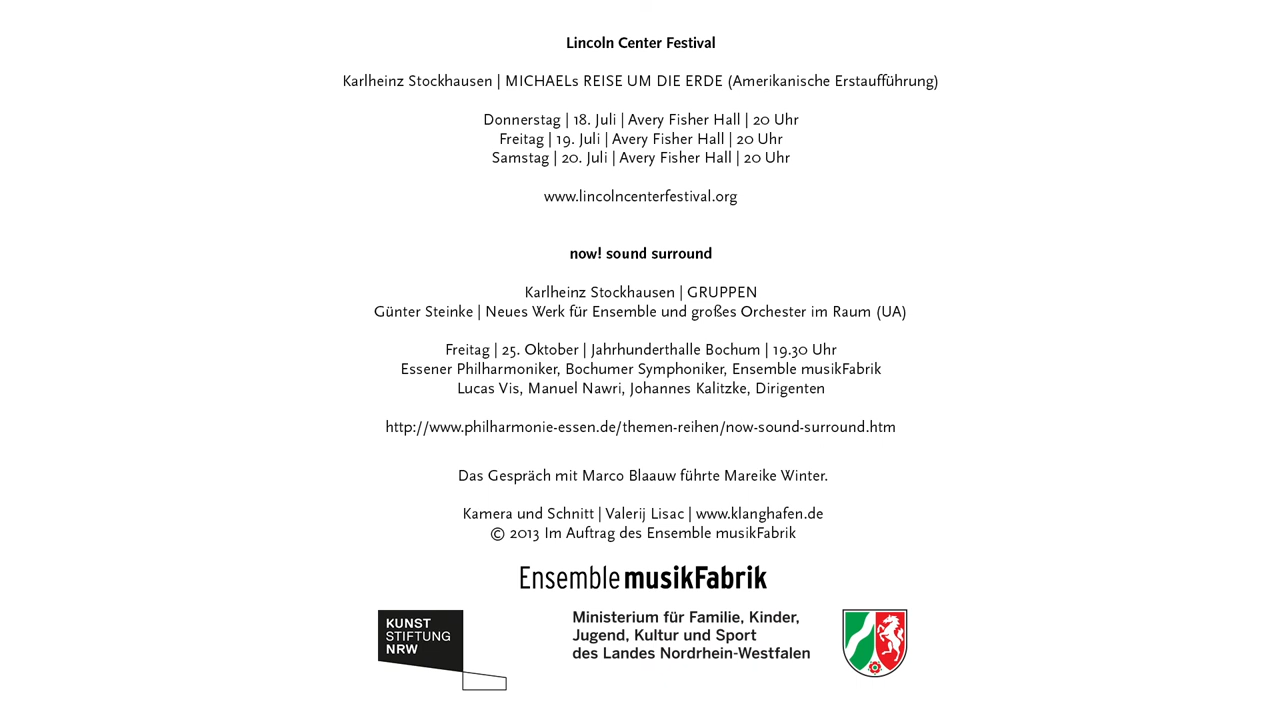 Lincoln Center Festival
Karlheinz Stockhausen | MICHAELs REISE UM DIE ERDE (Amerikanische Erstaufführung)
Donnerstag | 18. Juli | Avery Fisher Hall | 20 Uhr
Freitag | 19. Juli | Avery Fisher Hall | 20 Uhr
Samstag | 20. Juli | Avery Fisher Hall | 20 Uhr
www.lincolncenterfestival.org
now! sound surround
Karlheinz Stockhausen | GRUPPEN
Günter Steinke | Neues Werk für Ensemble und großes Orchester im Raum (UA)
Freitag | 25. Oktober | Jahrhunderthalle Bochum | 19.30 Uhr
Essener Philharmoniker, Bochumer Symphoniker, Ensemble musikFabrik
Lucas Vis, Manuel Nawri, Johannes Kalitzke, Dirigenten
http://www.philharmonie-essen.de/themen-reihen/now-sound-surround.htm
Das Gespräch mit Marco Blaauw führte Mareike Winter.
Kamera und Schnitt | Valerij Lisac | www.klanghafen.de
© 2013 Im Auftrag des Ensemble musikFabrik
Ensemble musikFabrik
KUNST
STIFTUNG
NRW
Ministerium für Familie, Kinder,
Jugend, Kultur und Sport
des Landes Nordrhein-Westfalen